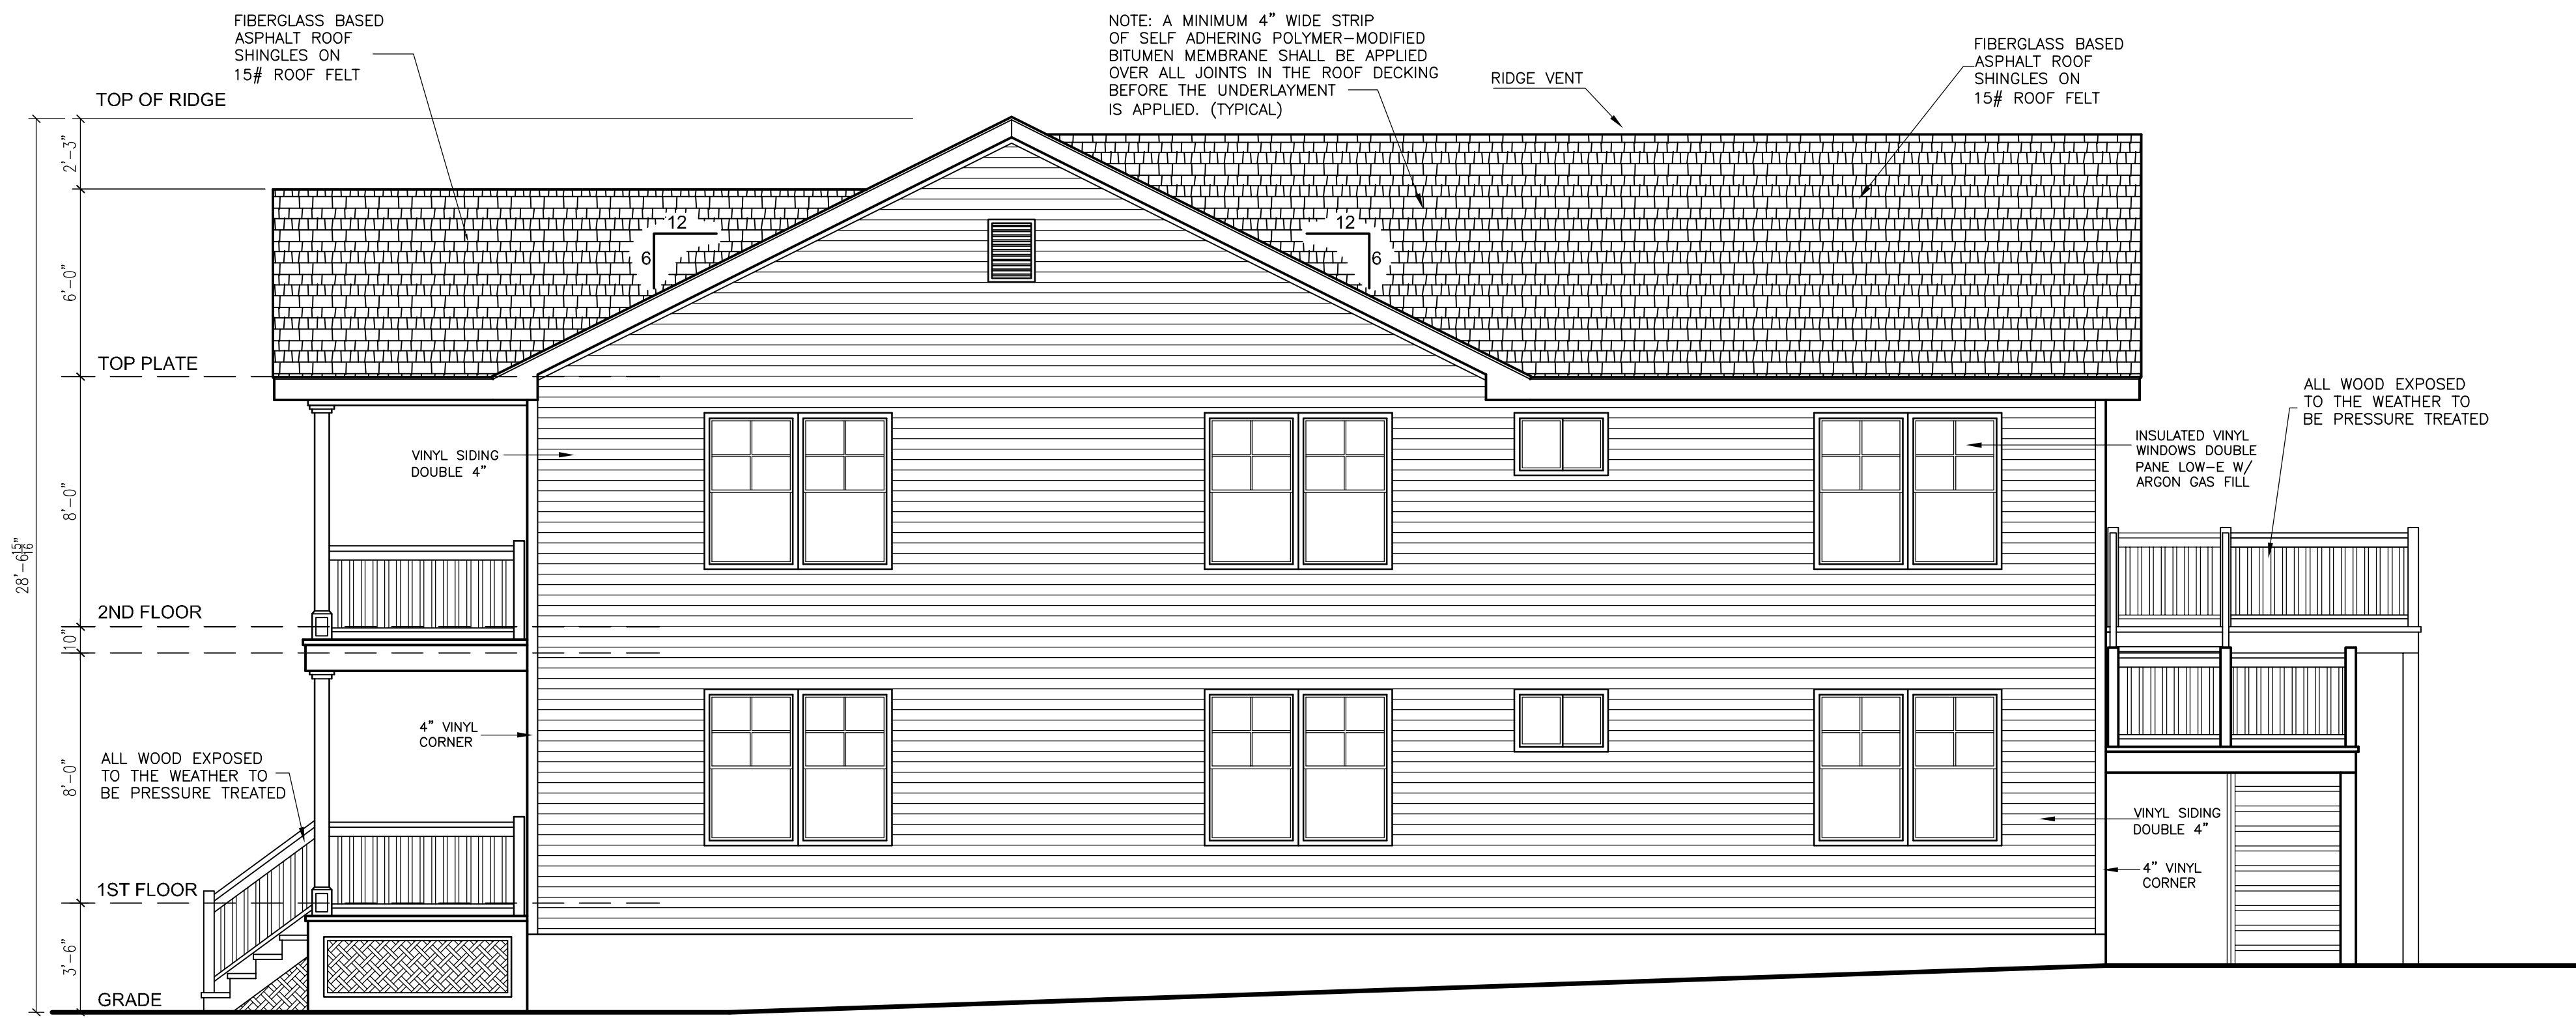 FIBERGLASS BASED
ASPHALT ROOF
SHINGLES ON
15# ROOF FELT
NOTE: A MINIMUM 4" WIDE STRIP
OF SELF ADHERING POLYMER-MODIFIED
BITUMEN MEMBRANE SHALL BE APPLIED
OVER ALL JOINTS IN THE ROOF DECKING
BEFORE THE UNDERLAYMENT
IS APPLIED. (TYPICAL)
RIDGE VENT
FIBERGLASS BASED
ASPHALT ROOF
SHINGLES ON
15# ROOF FELT
TOP OF RIDGE
2'-3"
12
6
12
6
6'-0"
TOP PLATE
ALL WOOD EXPOSED
TO THE WEATHER TO
BE PRESSURE TREATED
VINYL SIDING
DOUBLE 4"
INSULATED VINYL
WINDOWS DOUBLE
PANE LOW-E W/
ARGON GAS FILL
8'-0"
28'-6 15/16"
2ND FLOOR
10"
4" VINYL
CORNER
ALL WOOD EXPOSED
TO THE WEATHER TO
BE PRESSURE TREATED
8'-0"
VINYL SIDING
DOUBLE 4"
4" VINYL
CORNER
1ST FLOOR
3'-6"
GRADE